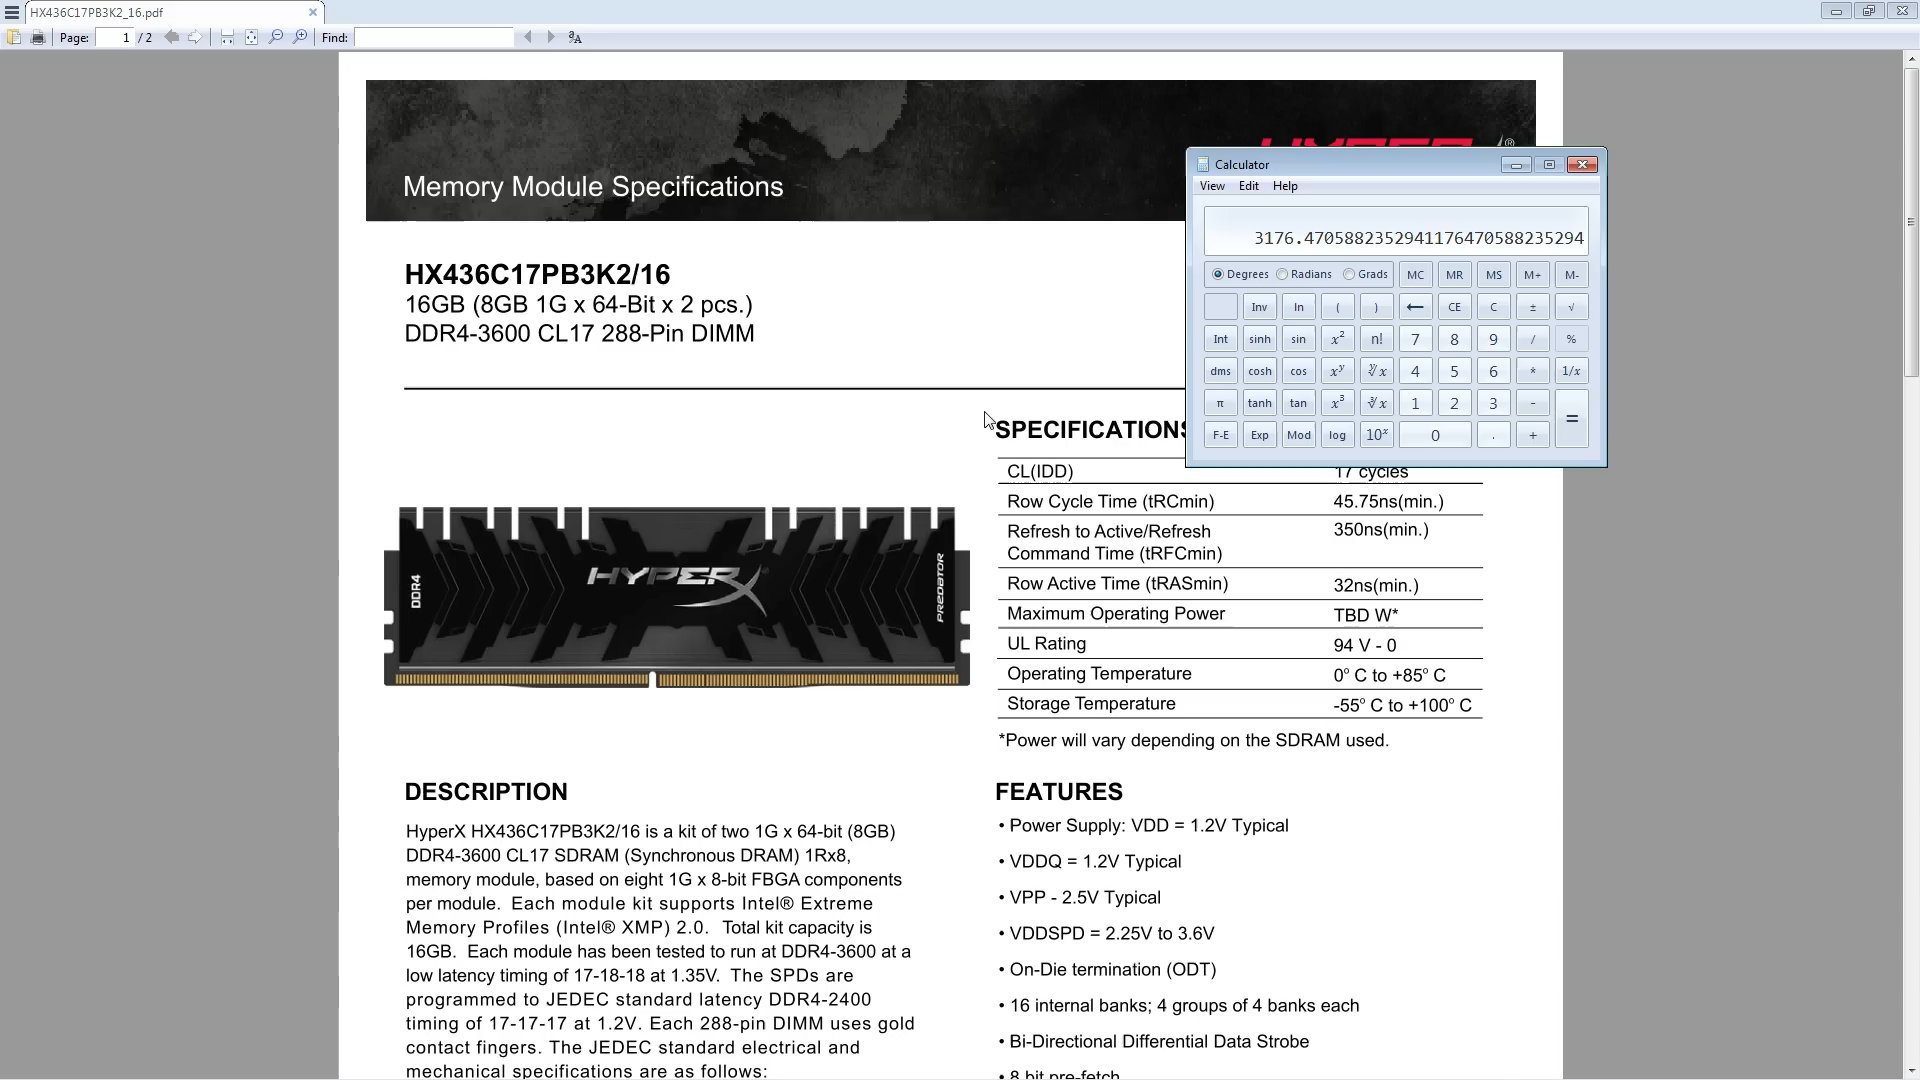 HX436C17PB3K2_16.pdf
Page: 1 / 2 Find:
Memory Module Specifications
HX436C17PB3K2/16
16GB (8GB 1G x 64-Bit x 2 pcs.)
DDR4-3600 CL17 288-Pin DIMM
Calculator
View Edit Help
3176.4705882352941176470588235294
Degrees Radians Grads MC MR MS M+ M-
Inv ln ( ) ← CE C ± √
Int sinh sin x² n! 7 8 9 / %
dms cosh cos xʸ ʸ√x 4 5 6 * 1/x
π tanh tan x³ ³√x 1 2 3 - =
F-E Exp Mod log 10ˣ 0 . +
DDR4
HYPERX
PREDATOR
SPECIFICATIONS
CL(IDD) 17 cycles
Row Cycle Time (tRCmin) 45.75ns(min.)
Refresh to Active/Refresh 350ns(min.)
Command Time (tRFCmin)
Row Active Time (tRASmin) 32ns(min.)
Maximum Operating Power TBD W*
UL Rating 94 V - 0
Operating Temperature 0º C to +85º C
Storage Temperature -55º C to +100º C
*Power will vary depending on the SDRAM used.
DESCRIPTION
HyperX HX436C17PB3K2/16 is a kit of two 1G x 64-bit (8GB)
DDR4-3600 CL17 SDRAM (Synchronous DRAM) 1Rx8,
memory module, based on eight 1G x 8-bit FBGA components
per module. Each module kit supports Intel® Extreme
Memory Profiles (Intel® XMP) 2.0. Total kit capacity is
16GB. Each module has been tested to run at DDR4-3600 at a
low latency timing of 17-18-18 at 1.35V. The SPDs are
programmed to JEDEC standard latency DDR4-2400
timing of 17-17-17 at 1.2V. Each 288-pin DIMM uses gold
contact fingers. The JEDEC standard electrical and
mechanical specifications are as follows:
FEATURES
• Power Supply: VDD = 1.2V Typical
• VDDQ = 1.2V Typical
• VPP - 2.5V Typical
• VDDSPD = 2.25V to 3.6V
• On-Die termination (ODT)
• 16 internal banks; 4 groups of 4 banks each
• Bi-Directional Differential Data Strobe
• 8 bit pre-fetch